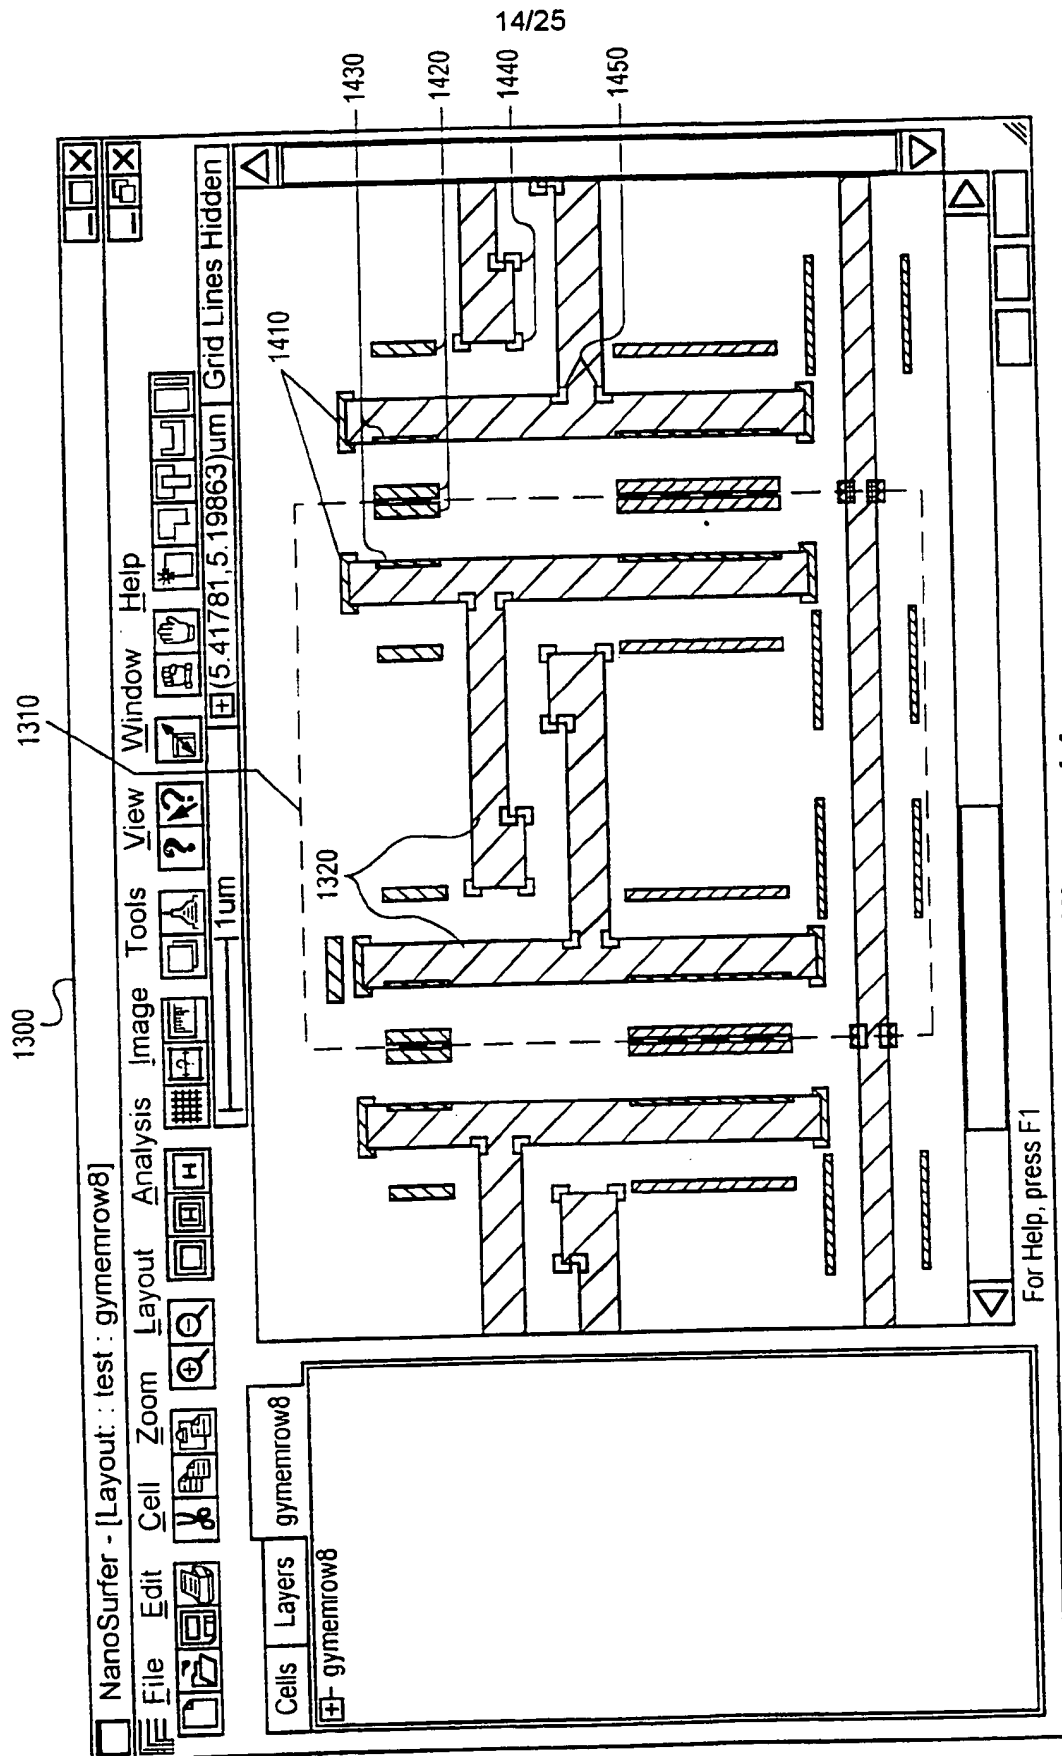 14/25
1300
1310
NanoSurfer - [Layout: : test : : gymemrow8]
File Edit Cell Zoom Layout Analysis Image Tools View Window Help
1um
(5.41781,5.19863)um
Grid Lines Hidden
Cells Layers gymemrow8
gymemrow8
1320
1410
1430
1420
1440
1450
For Help, press F1